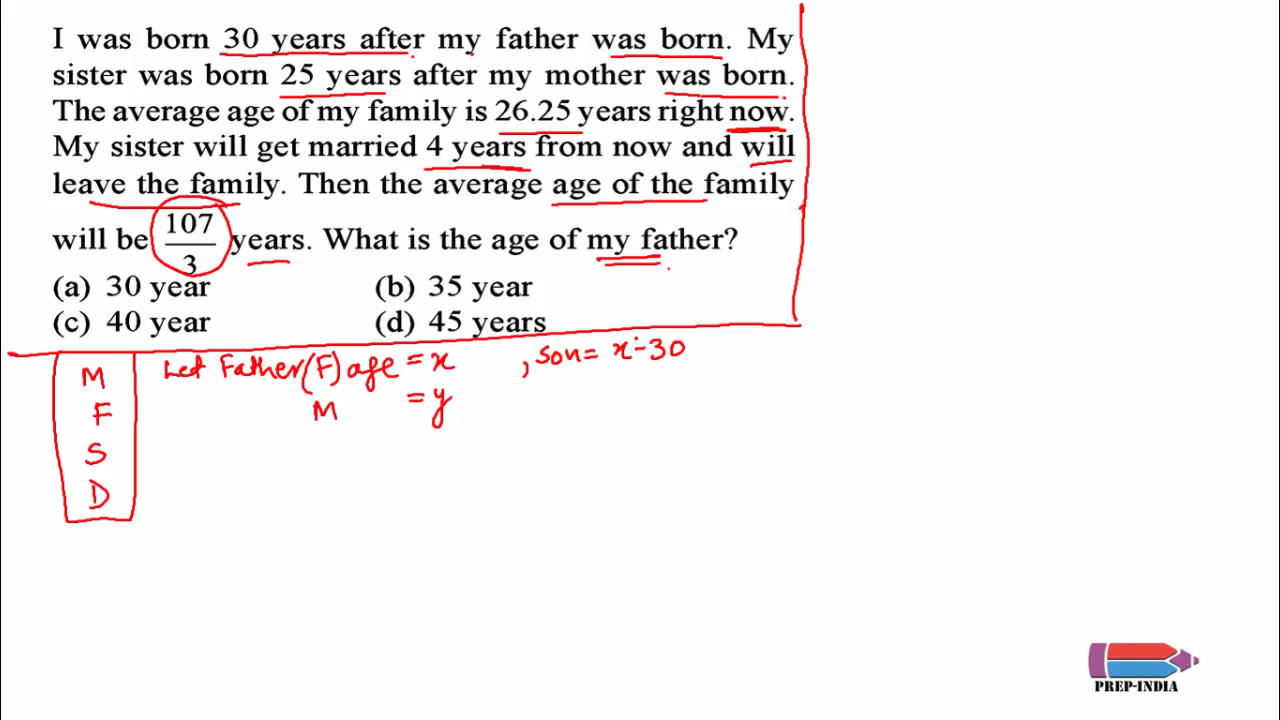 I was born 30 years after my father was born. My
sister was born 25 years after my mother was born.
The average age of my family is 26.25 years right now.
My sister will get married 4 years from now and will
leave the family. Then the average age of the family
will be 107/3 years. What is the age of my father?
(a) 30 year (b) 35 year
(c) 40 year (d) 45 years
M
F
S
D
Let Father(F) age = x , son = x-30
M = y
PREP-INDIA